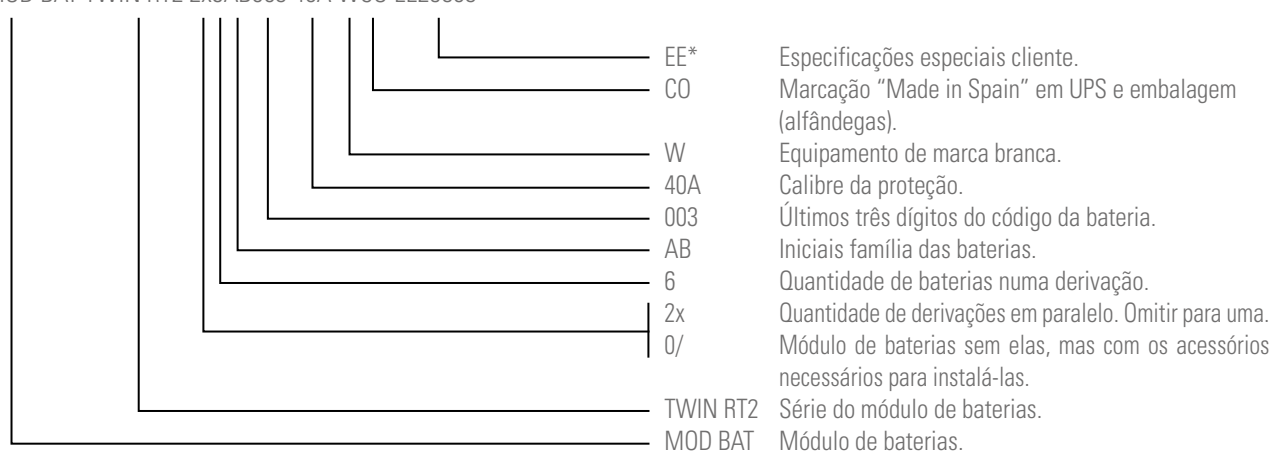 EE* Especificações especiais cliente.
CO Marcação “Made in Spain” em UPS e embalagem
(alfândegas).
W Equipamento de marca branca.
40A Calibre da proteção.
003 Últimos três dígitos do código da bateria.
AB Iniciais família das baterias.
6 Quantidade de baterias numa derivação.
2x Quantidade de derivações em paralelo. Omitir para uma.
0/ Módulo de baterias sem elas, mas com os acessórios
necessários para instalá-las.
TWIN RT2 Série do módulo de baterias.
MOD BAT Módulo de baterias.